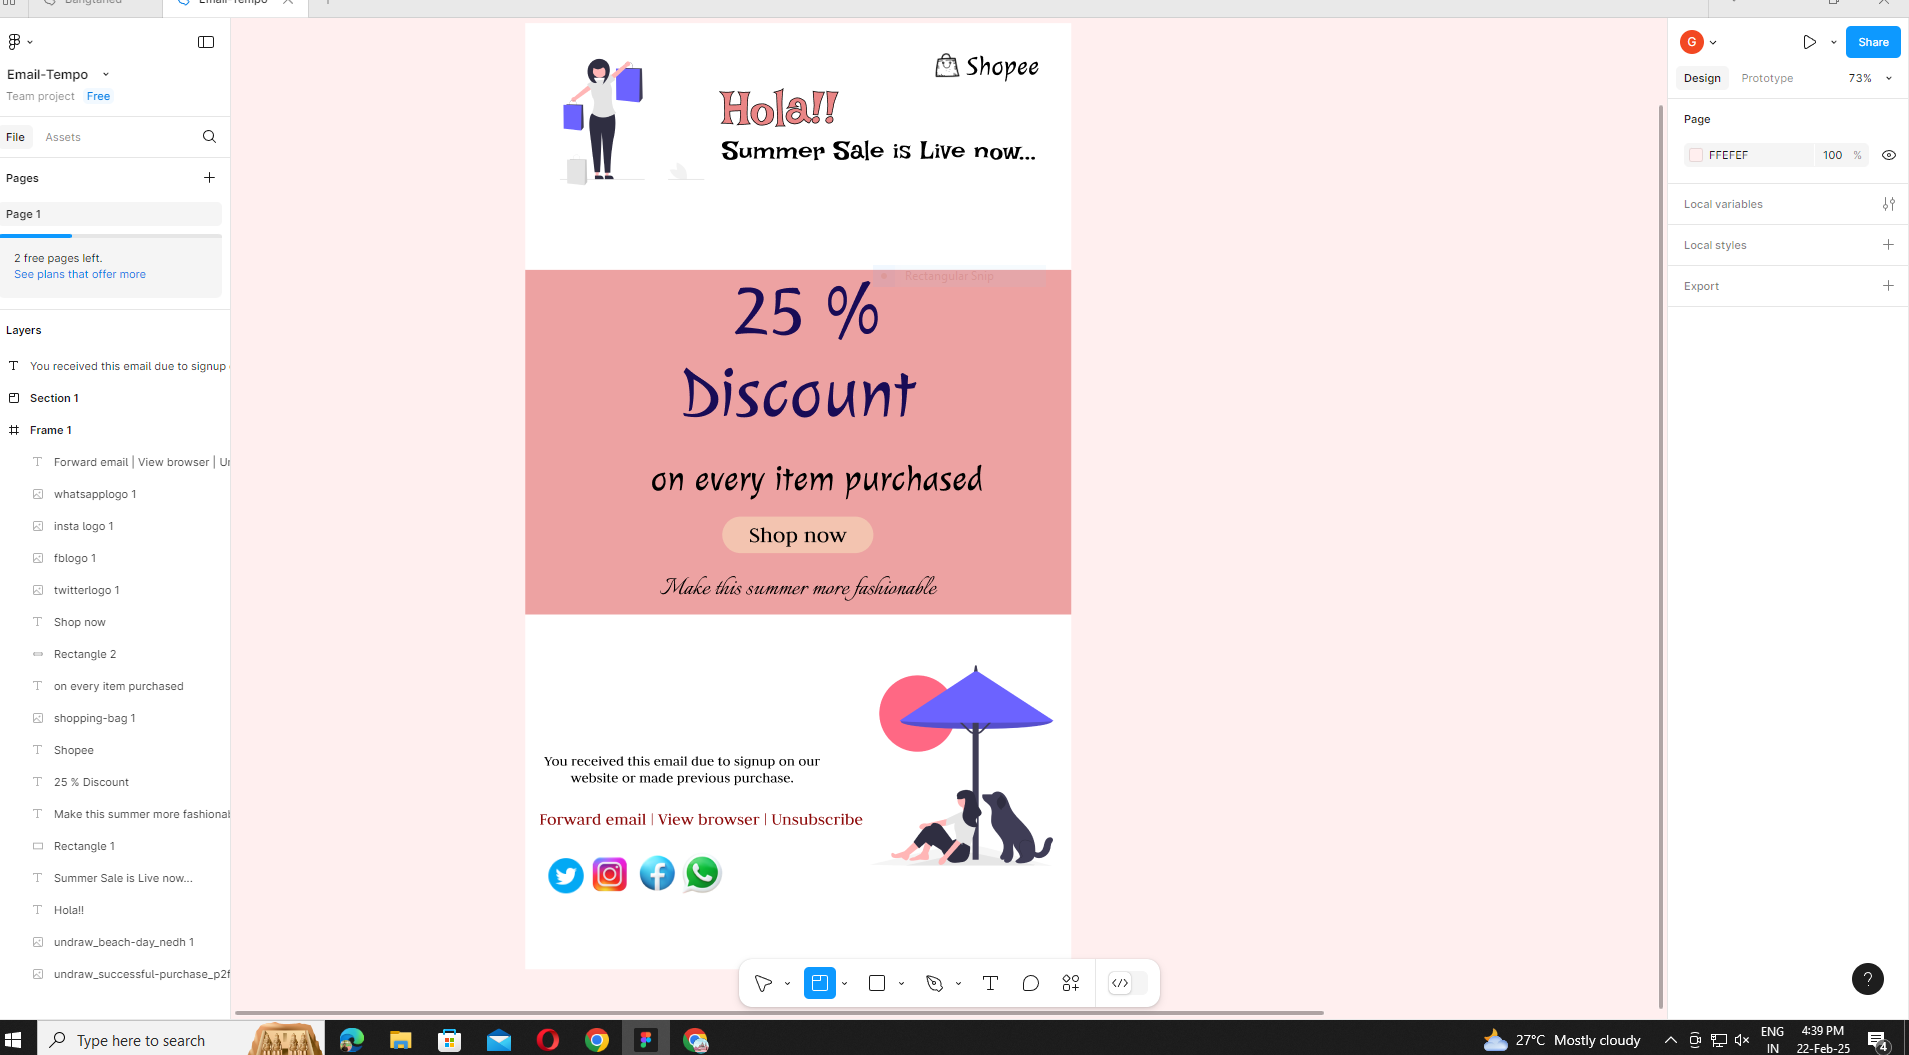 Bangtaned
Email-Tempo
Email-Tempo
Team project Free
File Assets
Pages
Page 1
2 free pages left.
See plans that offer more
Layers
You received this email due to signup
Section 1
Frame 1
Forward email | View browser | Un
whatsapplogo 1
insta logo 1
fblogo 1
twitterlogo 1
Shop now
Rectangle 2
on every item purchased
shopping-bag 1
Shopee
25 % Discount
Make this summer more fashional
Rectangle 1
Summer Sale is Live now...
Hola!!
undraw_beach-day_nedh 1
undraw_successful-purchase_p2f
Shopee
Hola!!
Summer Sale is Live now...
Rectangular Snip
25 %
Discount
on every item purchased
Shop now
Make this summer more fashionable
You received this email due to signup on our
website or made previous purchase.
Forward email | View browser | Unsubscribe
G
Share
Design Prototype 73%
Page
FFEFEF 100 %
Local variables
Local styles
Export
?
Type here to search
27°C Mostly cloudy
ENG
IN
4:39 PM
22-Feb-25
4